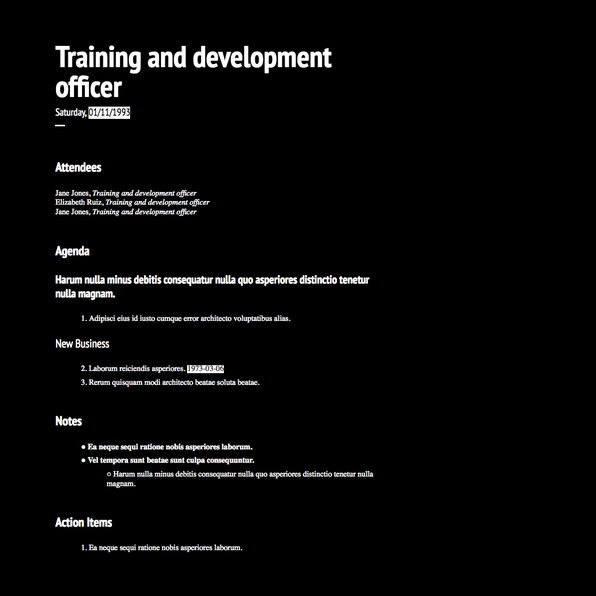 Training and development
officer
Saturday, 01/11/1993
Attendees
Jane Jones, Training and development officer
Elizabeth Ruiz, Training and development officer
Jane Jones, Training and development officer
Agenda
Harum nulla minus debitis consequatur nulla quo asperiores distinctio tenetur
nulla magnam.
1. Adipisci eius id iusto cumque error architecto voluptatibus alias.
New Business
2. Laborum reiciendis asperiores. 1973-03-06
3. Rerum quisquam modi architecto beatae soluta beatae.
Notes
● Ea neque sequi ratione nobis asperiores laborum.
● Vel tempora sunt beatae sunt culpa consequuntur.
○ Harum nulla minus debitis consequatur nulla quo asperiores distinctio tenetur nulla
magnam.
Action Items
1. Ea neque sequi ratione nobis asperiores laborum.